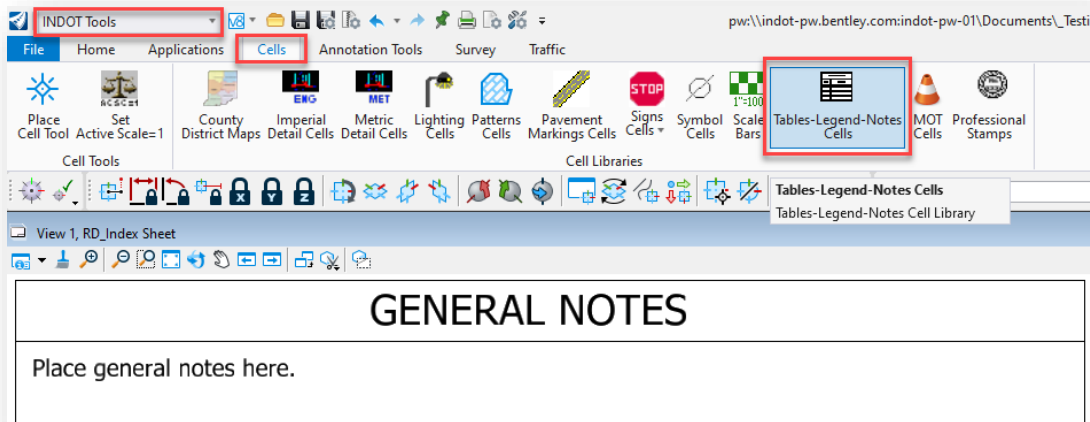 INDOT Tools
pw:\\indot-pw.bentley.com:indot-pw-01\Documents\_Testi
File Home Applications Cells Annotation Tools Survey Traffic
ACSC=1 ENG MET STOP 1"=100
Place Cell Tool
Set Active Scale=1
County District Maps
Imperial Detail Cells
Metric Detail Cells
Lighting Cells
Patterns Cells
Pavement Markings Cells
Signs Cells
Symbol Cells
Scale Bars
Tables-Legend-Notes Cells
MOT Cells
Professional Stamps
Cell Tools Cell Libraries
X Y Z
Tables-Legend-Notes Cells
Tables-Legend-Notes Cell Library
View 1, RD_Index Sheet
GENERAL NOTES
Place general notes here.